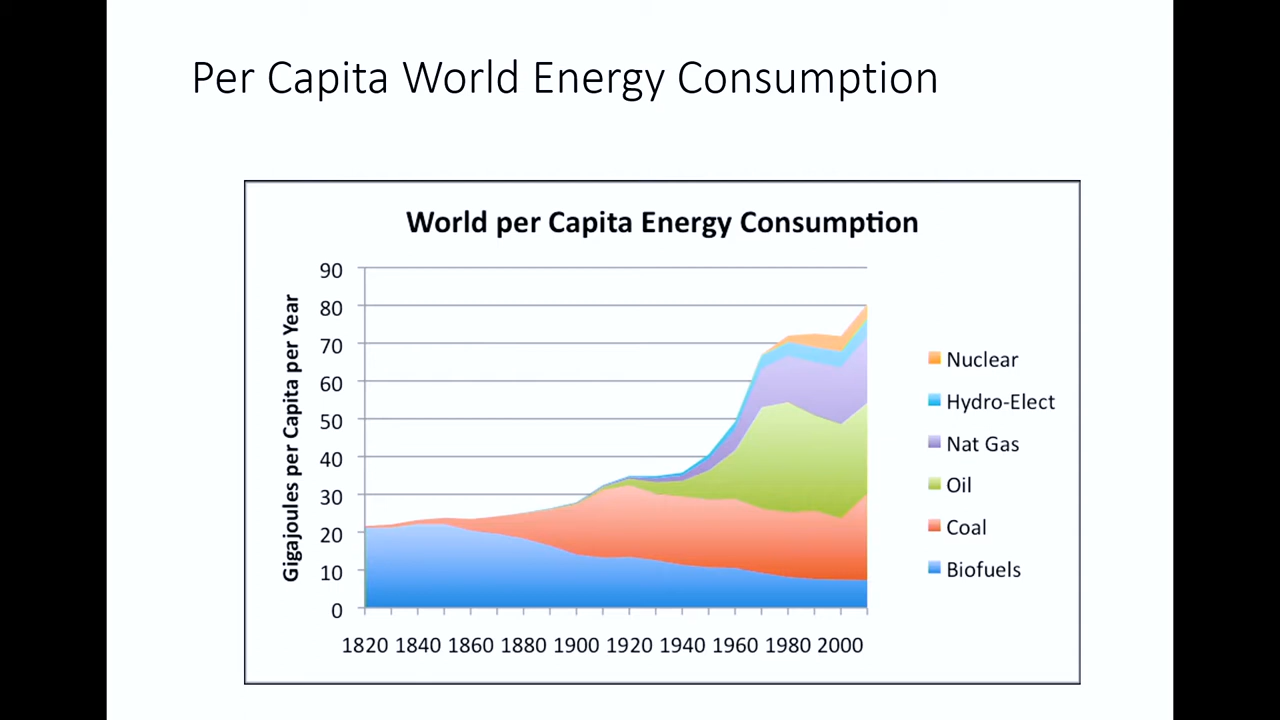 Per Capita World Energy Consumption
World per Capita Energy Consumption
Gigajoules per Capita per Year
90
80
70
60
50
40
30
20
10
0
1820 1840 1860 1880 1900 1920 1940 1960 1980 2000
Nuclear
Hydro-Elect
Nat Gas
Oil
Coal
Biofuels